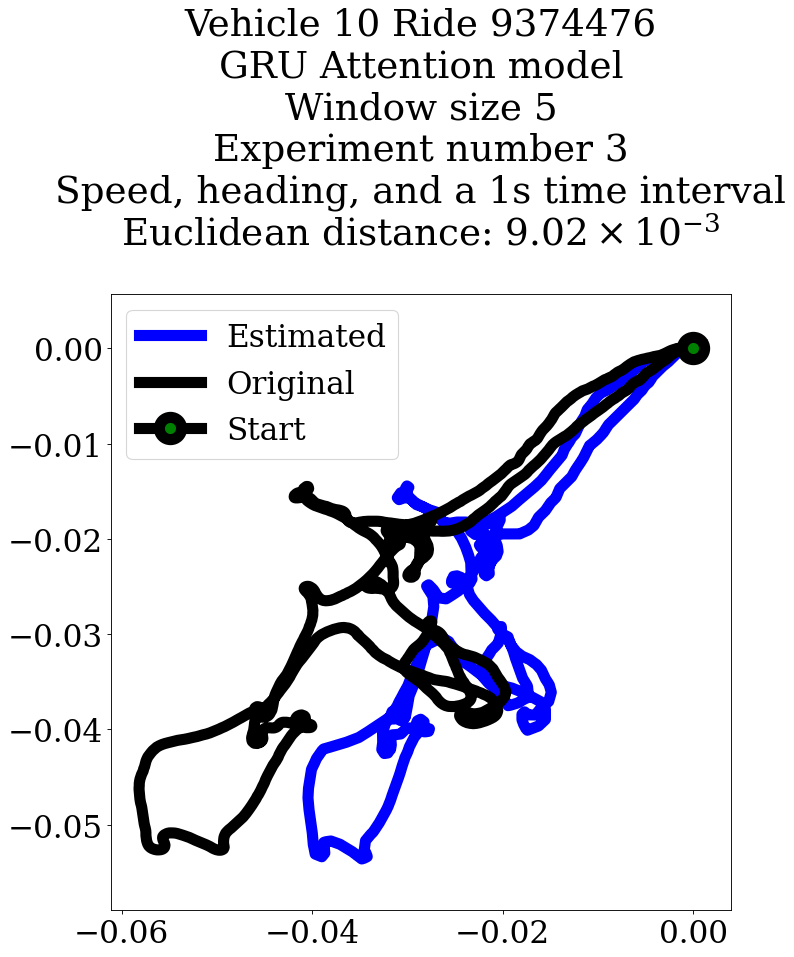 Vehicle 10 Ride 9374476
GRU Attention model
Window size 5
Experiment number 3
Speed, heading, and a 1s time interval
Euclidean distance: 9.02 × 10⁻³
Estimated
Original
Start
0.00
−0.01
−0.02
−0.03
−0.04
−0.05
−0.06 −0.04 −0.02 0.00